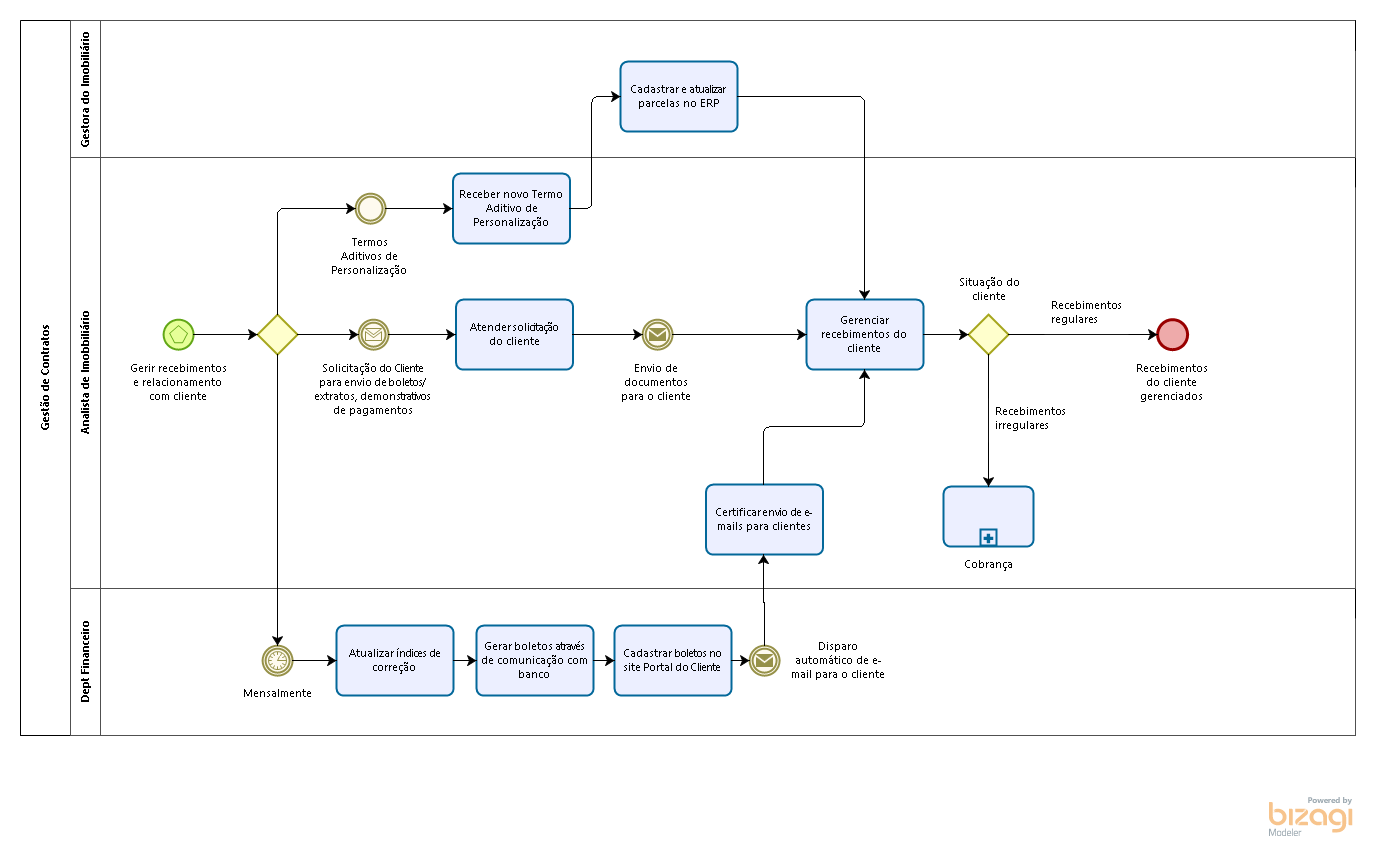 Gestão de Contratos
Gestora do Imobiliário
Cadastrar e atualizar
parcelas no ERP
Analista de Imobbiliário
Receber novo Termo
Aditivo de
Personalização
Termos
Aditivos de
Personalização
Gerir recebimentos
e relacionamento
com cliente
Solicitação do Cliente
para envio de boletos/
extratos, demonstrativos
de pagamentos
Atender solicitação
do cliente
Envio de
documentos
para o cliente
Gerenciar
recebimentos do
cliente
Situação do
cliente
Recebimentos
regulares
Recebimentos
do cliente
gerenciados
Recebimentos
irregulares
Certificar envio de e-
mails para clientes
Cobrança
Dept Financeiro
Mensalmente
Atualizar índices de
correção
Gerar boletos através
de comunicação com
banco
Cadastrar boletos no
site Portal do Cliente
Disparo
automático de e-
mail para o cliente
Powered by
bizagi
Modeler